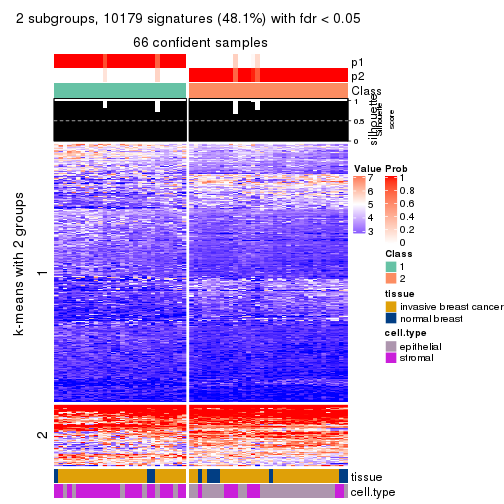 2 subgroups, 10179 signatures (48.1%) with fdr < 0.05
66 confident samples
p1
p2
Class
1
0.5
0
silhouette
Silhouette
score
k-means with 2 groups
1
2
tissue
cell.type
Value
7
6
5
4
3
Prob
1
0.8
0.6
0.4
0.2
0
Class
1
2
tissue
invasive breast cancer
normal breast
cell.type
epithelial
stromal